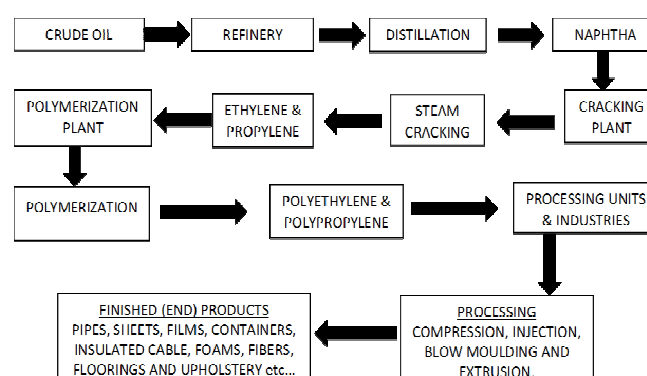 CRUDE OIL
REFINERY
DISTILLATION
NAPHTHA
POLYMERIZATION
PLANT
ETHYLENE &
PROPYLENE
STEAM
CRACKING
CRACKING
PLANT
POLYMERIZATION
POLYETHYLENE &
POLYPROPYLENE
PROCESSING UNITS
& INDUSTRIES
FINISHED (END) PRODUCTS
PIPES, SHEETS, FILMS, CONTAINERS,
INSULATED CABLE, FOAMS, FIBERS,
FLOORINGS AND UPHOLSTERY etc...
PROCESSING
COMPRESSION, INJECTION,
BLOW MOULDING AND
EXTRUSION.